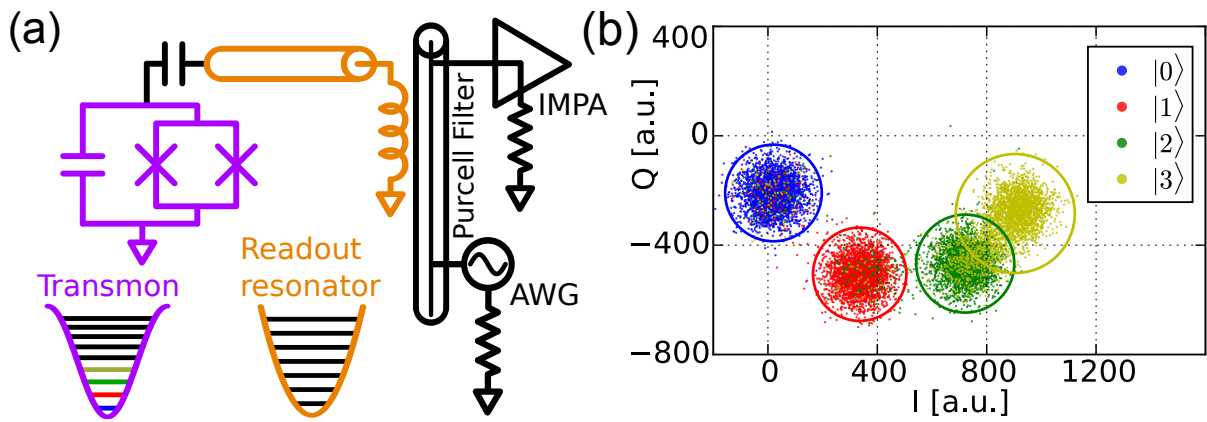 (a)
IMPA
Purcell Filter
AWG
Transmon
Readout
resonator
(b)
Q [a.u.]
400
0
−400
−800
0
400
800
1200
I [a.u.]
|0⟩
|1⟩
|2⟩
|3⟩